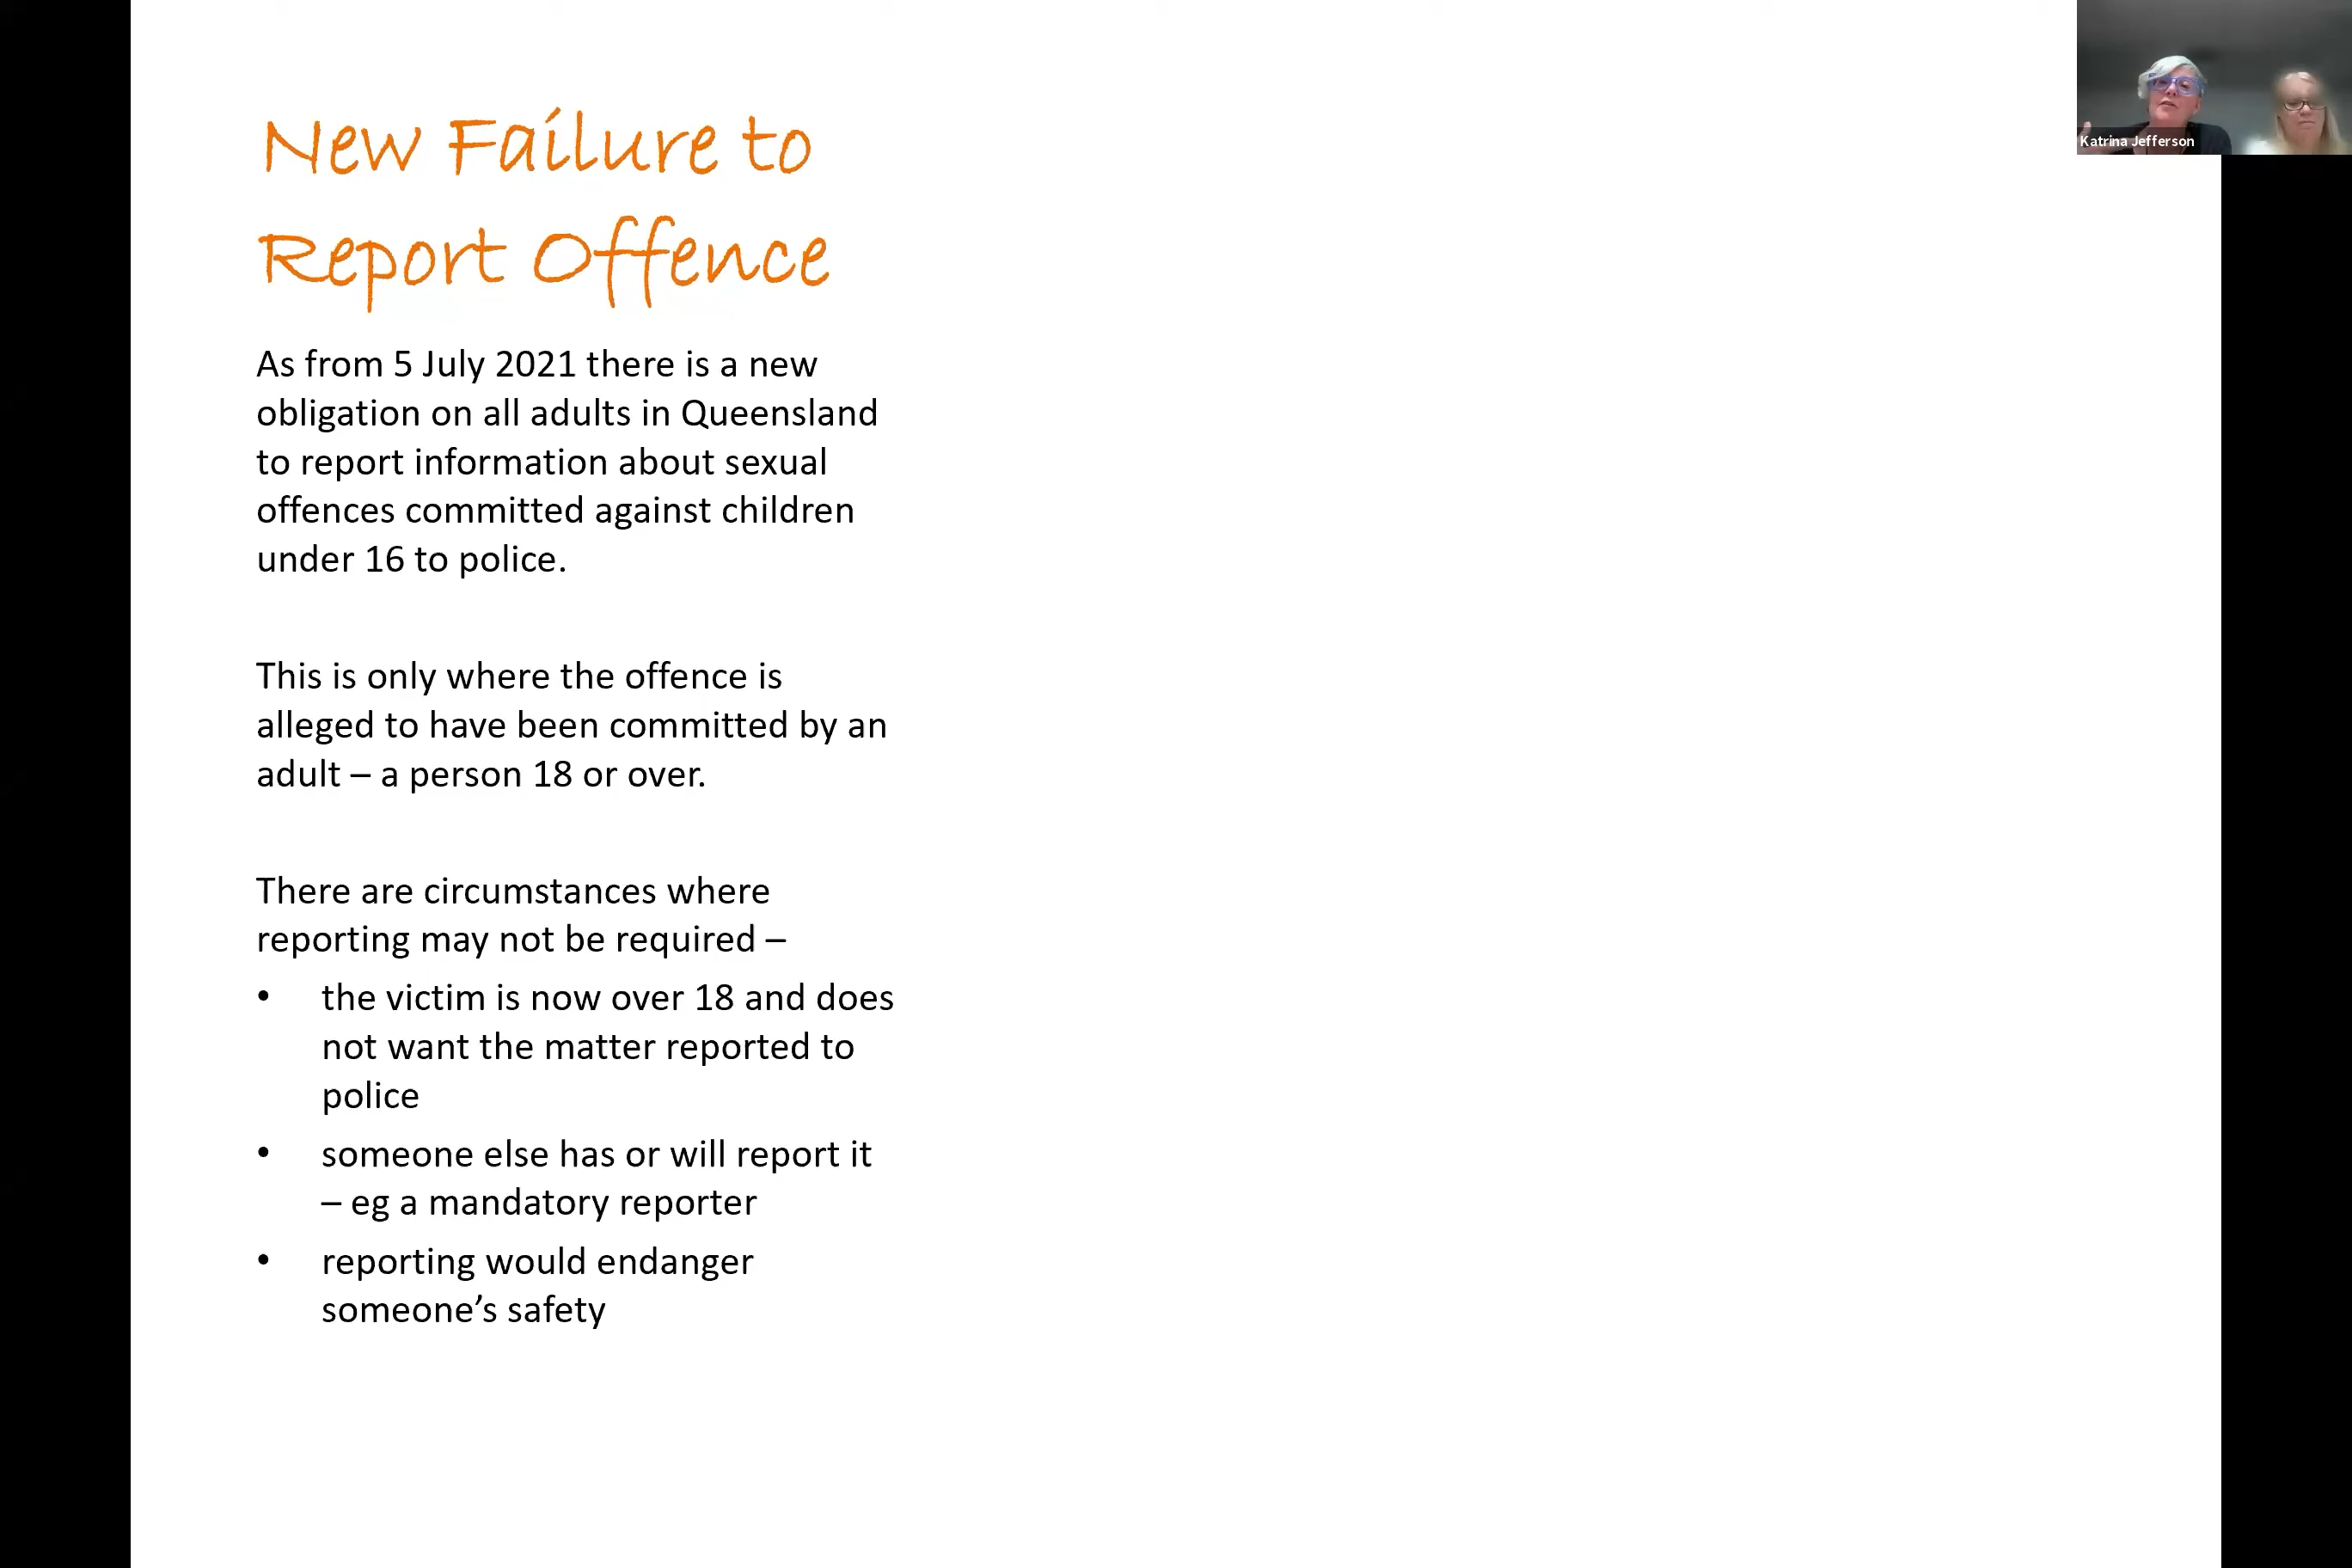 New Failure to
Report Offence
As from 5 July 2021 there is a new
obligation on all adults in Queensland
to report information about sexual
offences committed against children
under 16 to police.
This is only where the offence is
alleged to have been committed by an
adult – a person 18 or over.
There are circumstances where
reporting may not be required –
• the victim is now over 18 and does
not want the matter reported to
police
• someone else has or will report it
– eg a mandatory reporter
• reporting would endanger
someone’s safety
Katrina Jefferson